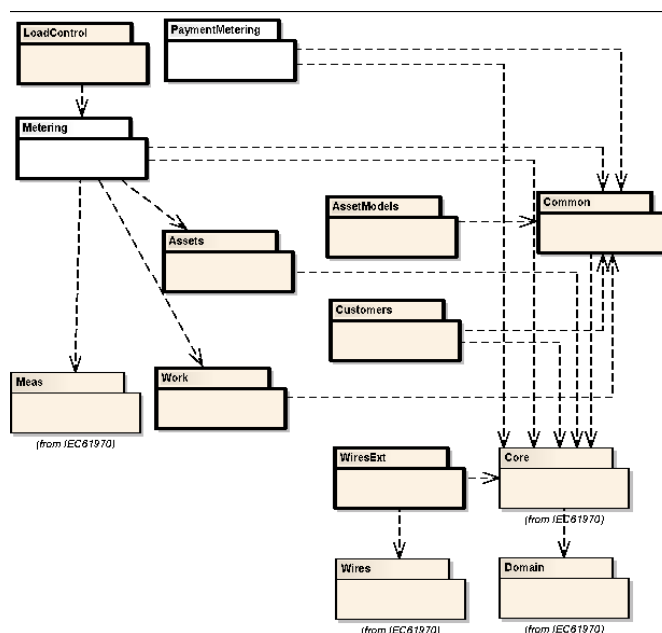 LoadControl
PaymentMetering
Metering
AssetModels
Common
Assets
Customers
Meas
Work
(from IEC61970)
WiresExt
Core
(from IEC61970)
Wires
Domain
(from IEC61970)
(from IEC61970)